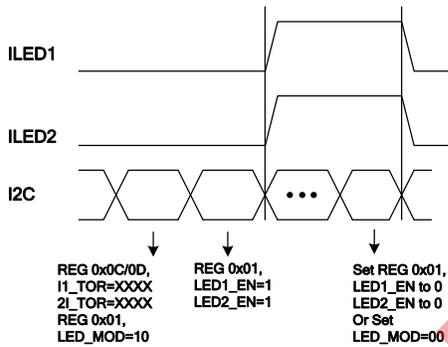 ILED1
ILED2
I2C
•••
REG 0x0C/0D,
I1_TOR=XXXX
2I_TOR=XXXX
REG 0x01,
LED_MOD=10
REG 0x01,
LED1_EN=1
LED2_EN=1
Set REG 0x01,
LED1_EN to 0
LED2_EN to 0
Or Set
LED_MOD=00